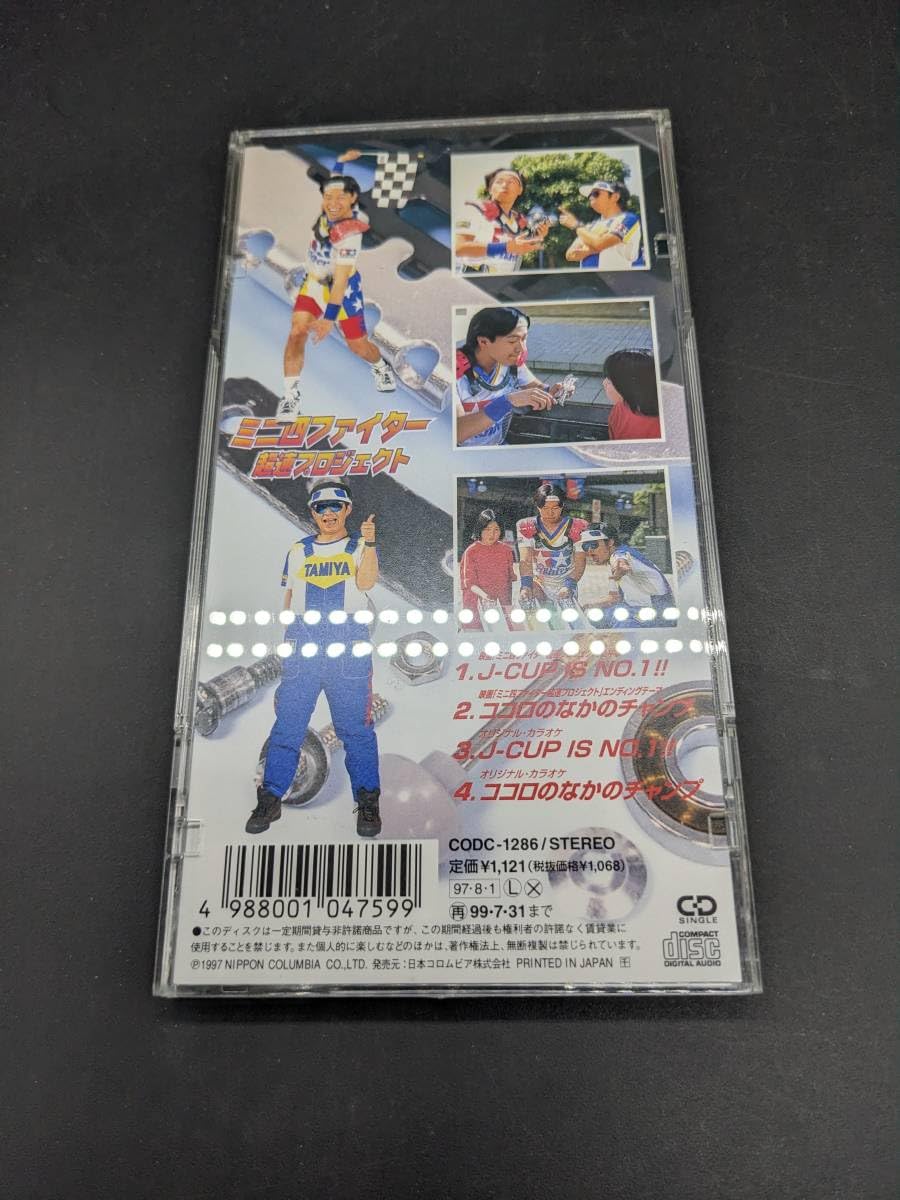 ミニ四ファイター
超速プロジェクト
TAMIYA
1. J-CUP IS NO.1!!
映画「ミニ四ファイター超速プロジェクト」エンディングテーマ
2. ココロのなかのチャンプ
オリジナル・カラオケ
3. J-CUP IS NO.1!!
オリジナル・カラオケ
4. ココロのなかのチャンプ
CODC-1286/STEREO
定価¥1,121(税抜価格¥1,068)
97・8・1 Ⓛ
再 99・7・31まで
4 988001 047599
CD
SINGLE
COMPACT
disc
DIGITAL AUDIO
●このディスクは一定期間貸与非許諾商品ですが、この期間経過後も権利者の許諾なく賃貸業に
使用することを禁じます。また個人的に楽しむなどのほかは、著作権法上、無断複製は禁じられています。
Ⓟ1997 NIPPON COLUMBIA CO.,LTD. 発売元:日本コロムビア株式会社 PRINTED IN JAPAN